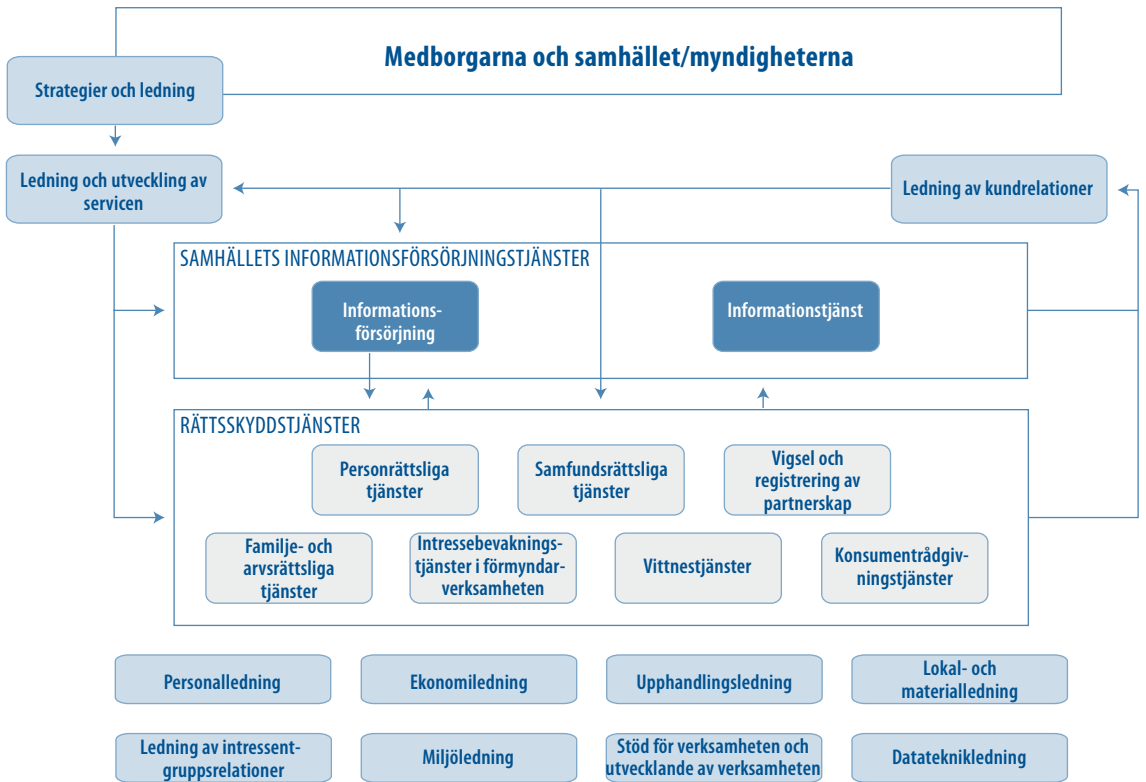 Medborgarna och samhället/myndigheterna
Strategier och ledning
Ledning och utveckling av
servicen
Ledning av kundrelationer
SAMHÄLLETS INFORMATIONSFÖRSÖRJNINGSTJÄNSTER
Informations-
försörjning
Informationstjänst
RÄTTSSKYDDSTJÄNSTER
Personrättsliga
tjänster
Samfundsrättsliga
tjänster
Vigsel och
registrering av
partnerskap
Familje- och
arvsrättsliga
tjänster
Intressebevaknings-
tjänster i förmyndar-
verksamheten
Vittnestjänster
Konsumentrådgiv-
ningstjänster
Personalledning
Ekonomiledning
Upphandlingsledning
Lokal- och
materialledning
Ledning av intressent-
gruppsrelationer
Miljöledning
Stöd för verksamheten och
utvecklande av verksamheten
Datateknikledning